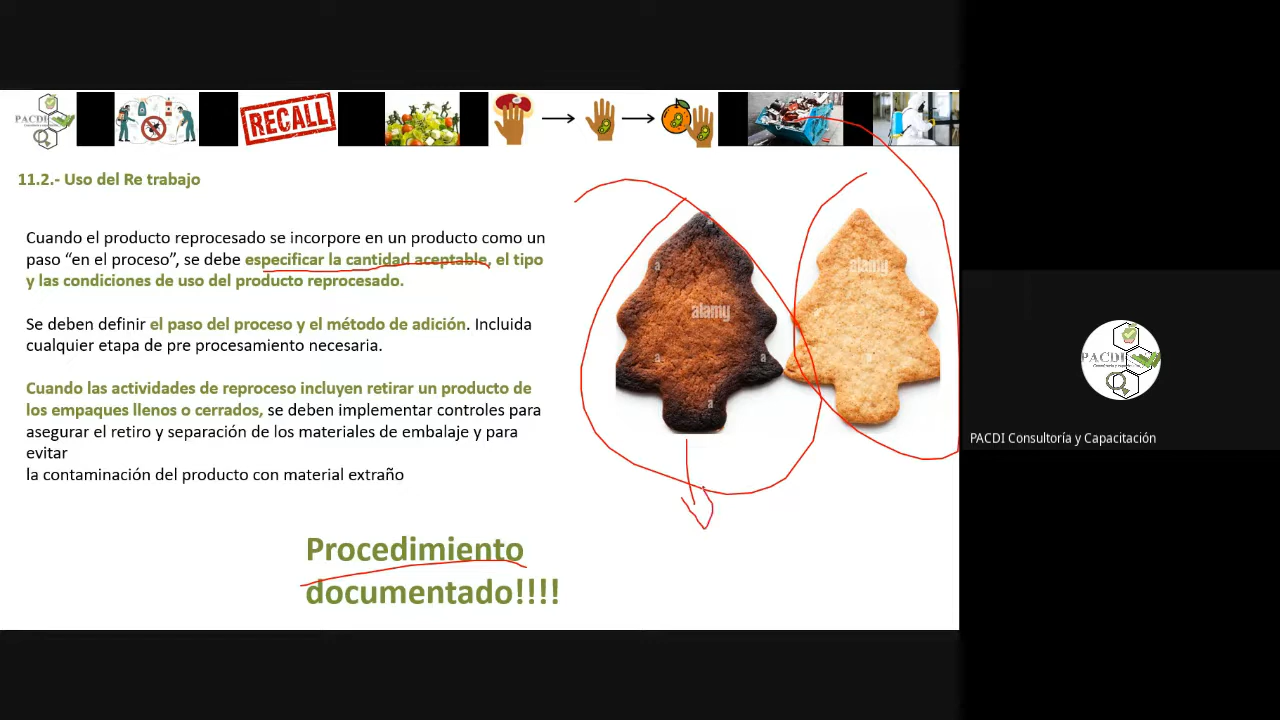 PACDI
RECALL
11.2.- Uso del Re trabajo
Cuando el producto reprocesado se incorpore en un producto como un
paso “en el proceso”, se debe especificar la cantidad aceptable, el tipo
y las condiciones de uso del producto reprocesado.
Se deben definir el paso del proceso y el método de adición. Incluida
cualquier etapa de pre procesamiento necesaria.
Cuando las actividades de reproceso incluyen retirar un producto de
los empaques llenos o cerrados, se deben implementar controles para
asegurar el retiro y separación de los materiales de embalaje y para
evitar
la contaminación del producto con material extraño
Procedimiento
documentado!!!!
a
alamy
a
a
a
alamy
a
PACDI
PACDI Consultoría y Capacitación